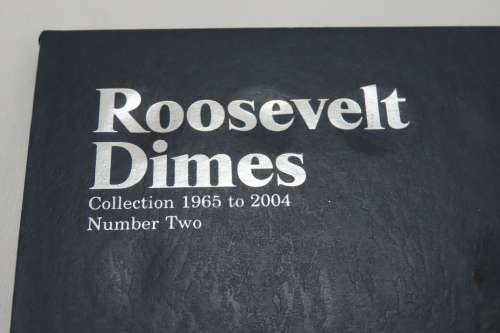 Roosevelt
Dimes
Collection 1965 to 2004
Number Two